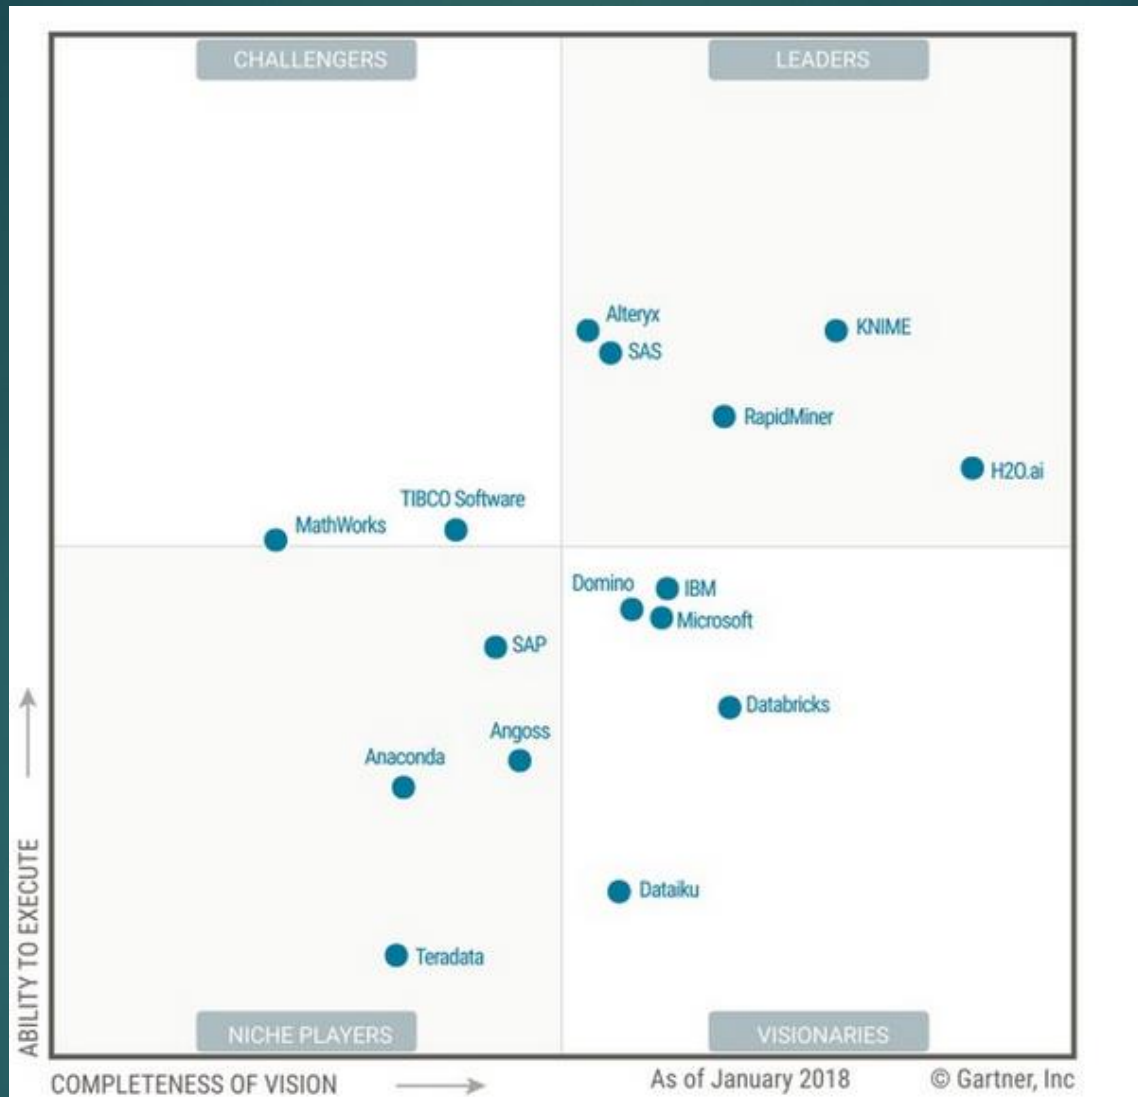 CHALLENGERS
LEADERS
Alteryx
KNIME
SAS
RapidMiner
H2O.ai
TIBCO Software
MathWorks
Domino
IBM
Microsoft
SAP
Databricks
Angoss
Anaconda
Dataiku
Teradata
NICHE PLAYERS
VISIONARIES
ABILITY TO EXECUTE
COMPLETENESS OF VISION
As of January 2018
© Gartner, Inc